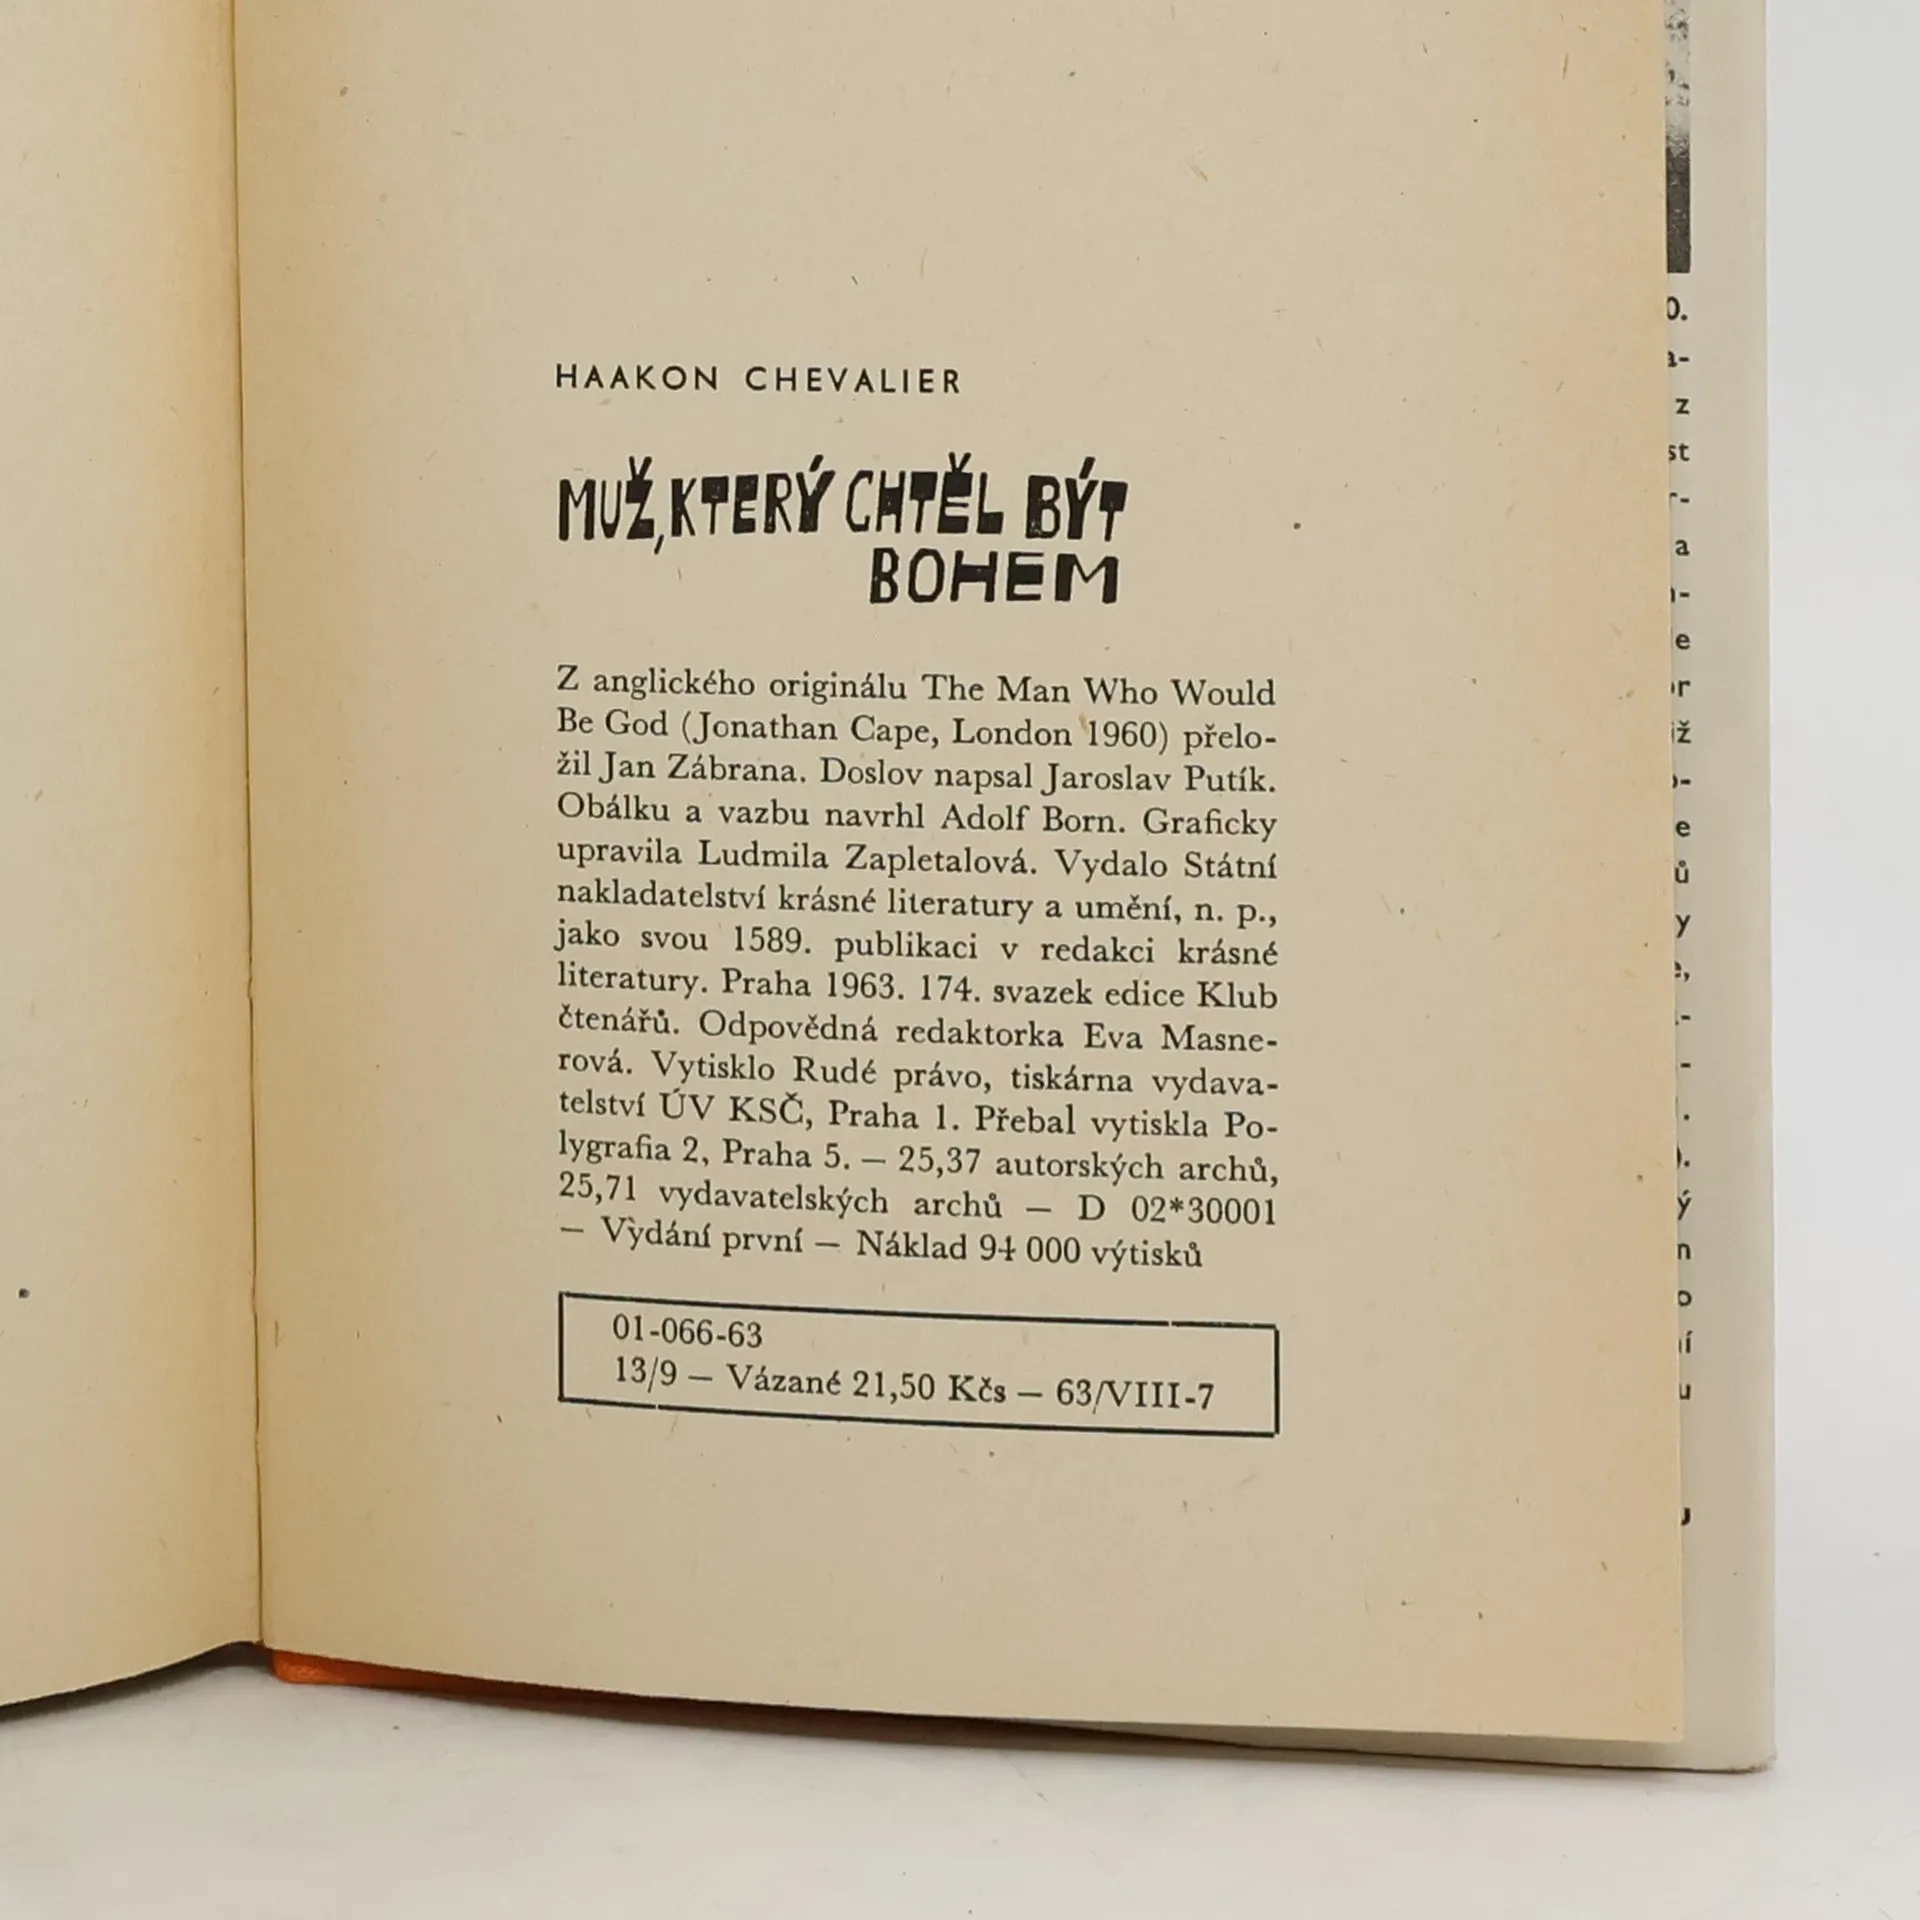 HAAKON CHEVALIER
MUŽ, KTERÝ CHTĚL BÝT
BOHEM
Z anglického originálu The Man Who Would
Be God (Jonathan Cape, London 1960) přelo-
žil Jan Zábrana. Doslov napsal Jaroslav Putík.
Obálku a vazbu navrhl Adolf Born. Graficky
upravila Ludmila Zapletalová. Vydalo Státní
nakladatelství krásné literatury a umění, n. p.,
jako svou 1589. publikaci v redakci krásné
literatury. Praha 1963. 174. svazek edice Klub
čtenářů. Odpovědná redaktorka Eva Masne-
rová. Vytisklo Rudé právo, tiskárna vydava-
telství ÚV KSČ, Praha 1. Přebal vytiskla Po-
lygrafia 2, Praha 5. — 25,37 autorských archů,
25,71 vydavatelských archů — D 02*30001
— Vydání první — Náklad 94 000 výtisků
01-066-63
13/9 — Vázané 21,50 Kčs — 63/VIII-7